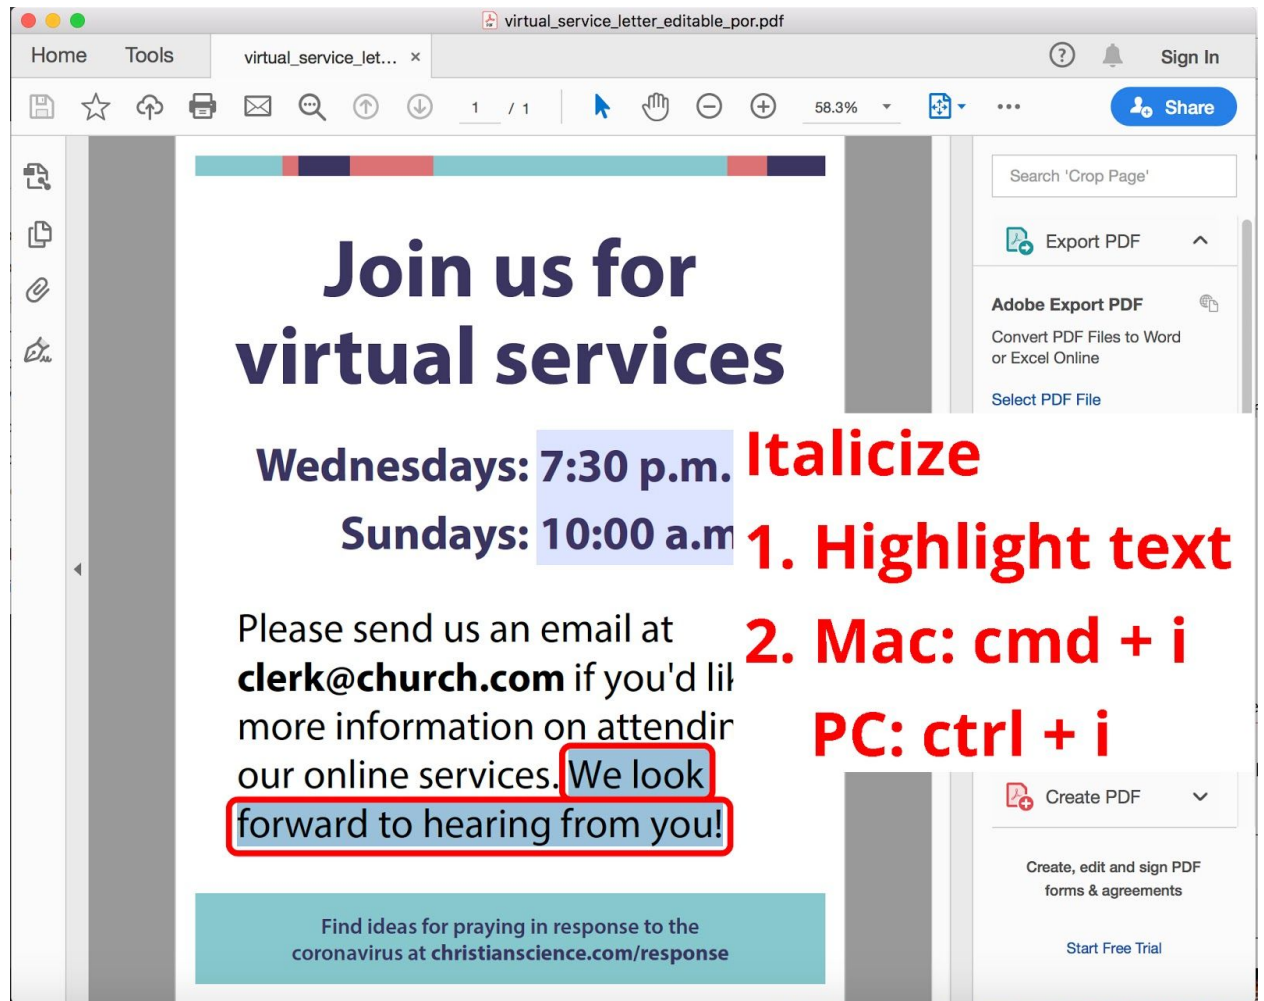 virtual_service_letter_editable_por.pdf
Home Tools virtual_service_let... × ? Sign In
1 / 1 58.3% Share
Search 'Crop Page'
Export PDF
Adobe Export PDF
Convert PDF Files to Word
or Excel Online
Select PDF File
Join us for
virtual services
Wednesdays: 7:30 p.m.
Sundays: 10:00 a.m
Please send us an email at
clerk@church.com if you'd
more information on
our online services. We look
forward to hearing from you!
Find ideas for praying in response to the
coronavirus at christianscience.com/response
Italicize
1. Highlight text
2. Mac: cmd + i
PC: ctrl + i
Create PDF
Create, edit and sign PDF
forms & agreements
Start Free Trial